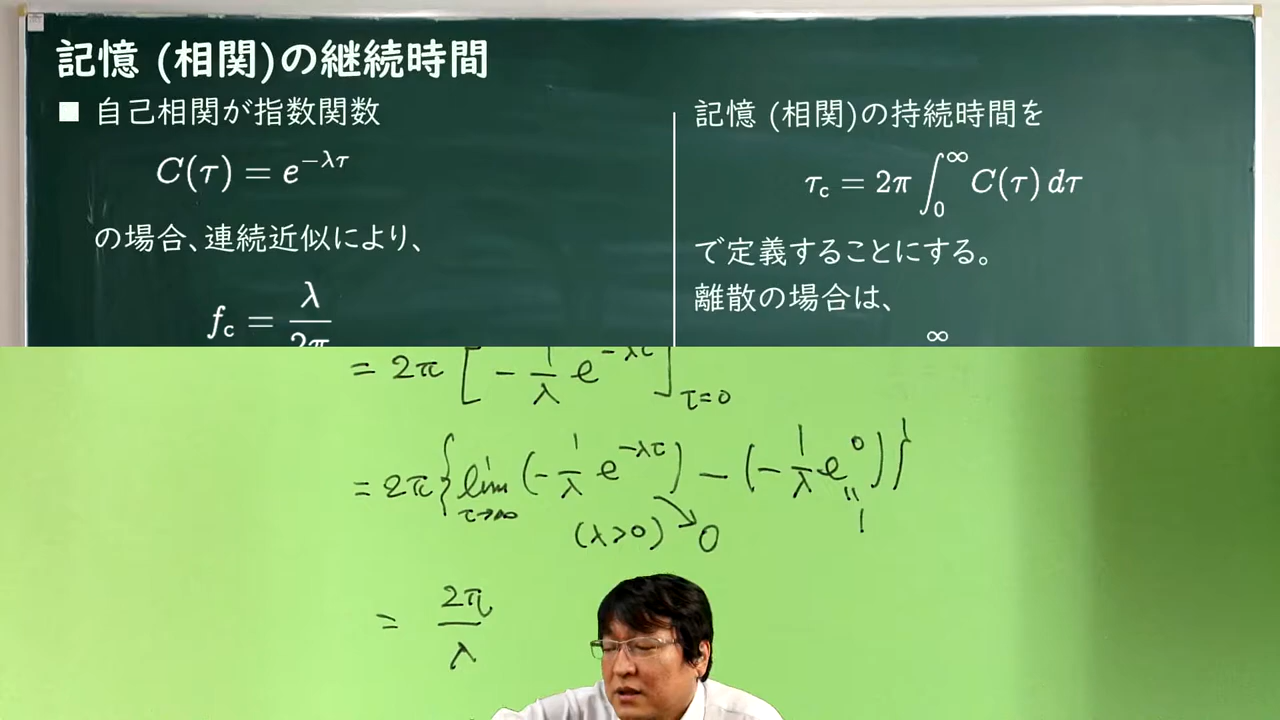 記憶 (相関)の継続時間
■ 自己相関が指数関数
C(τ) = e^{-λτ}
の場合、連続近似により、
f_c = λ/2π
記憶 (相関)の持続時間を
τ_c = 2π ∫_0^∞ C(τ) dτ
で定義することにする。
離散の場合は、
∞
= 2π [ - 1/λ e^{-λτ} ]_{τ=0}
= 2π { lim_{τ→∞} (- 1/λ e^{-λτ}) - (- 1/λ e^0) }
(λ>0) ↘ 0
"
1
= 2π/λ